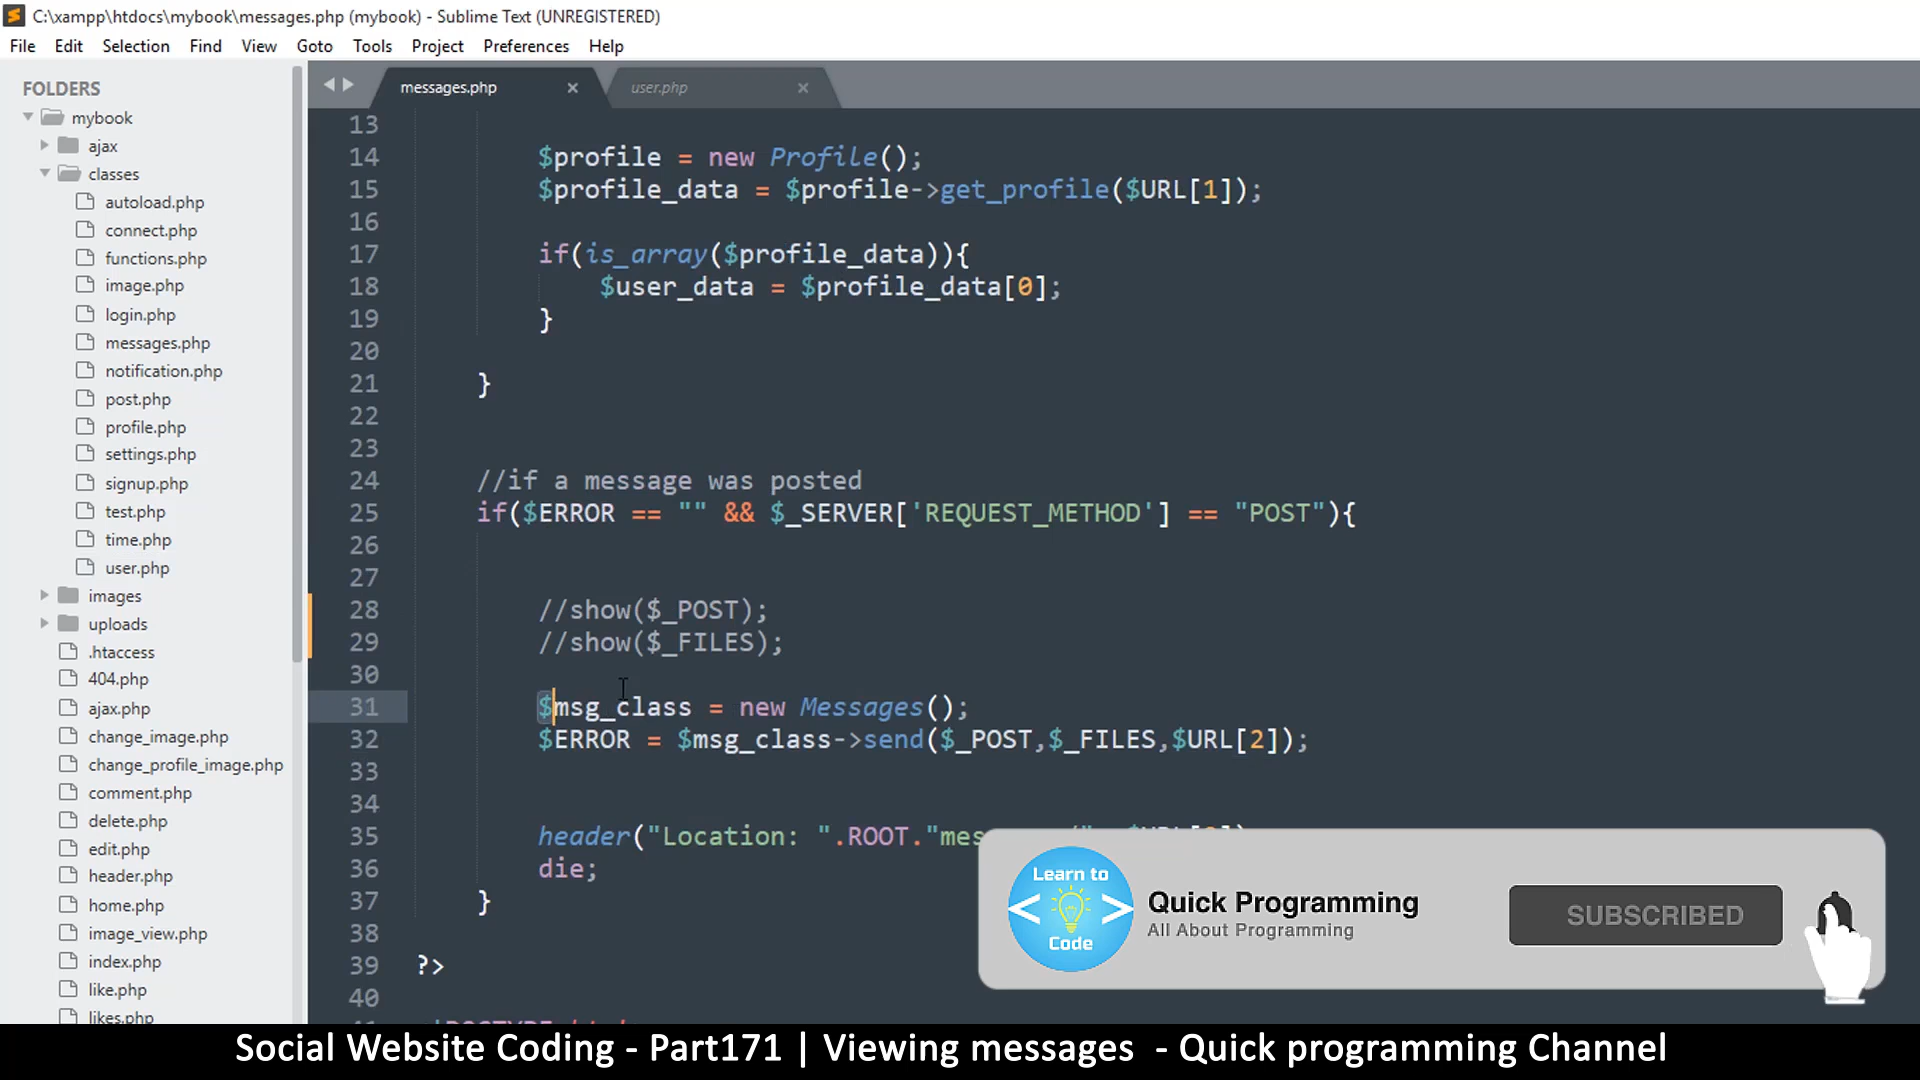 C:\xampp\htdocs\mybook\messages.php (mybook) - Sublime Text (UNREGISTERED)
File Edit Selection Find View Goto Tools Project Preferences Help
FOLDERS
mybook
ajax
classes
autoload.php
connect.php
functions.php
image.php
login.php
messages.php
notification.php
post.php
profile.php
settings.php
signup.php
test.php
time.php
user.php
images
uploads
.htaccess
404.php
ajax.php
change_image.php
change_profile_image.php
comment.php
delete.php
edit.php
header.php
home.php
image_view.php
index.php
like.php
likes.php
messages.php × user.php ×
13
14 $profile = new Profile();
15 $profile_data = $profile->get_profile($URL[1]);
16
17 if(is_array($profile_data)){
18 $user_data = $profile_data[0];
19 }
20
21 }
22
23
24 //if a message was posted
25 if($ERROR == "" && $_SERVER['REQUEST_METHOD'] == "POST"){
26
27
28 //show($_POST);
29 //show($_FILES);
30
31 $msg_class = new Messages();
32 $ERROR = $msg_class->send($_POST,$_FILES,$URL[2]);
33
34
35 header("Location: ".ROOT."mes
36 die;
37 }
38
39 ?>
40
Learn to
< >
Code
Quick Programming
All About Programming
SUBSCRIBED
Social Website Coding - Part171 | Viewing messages - Quick programming Channel